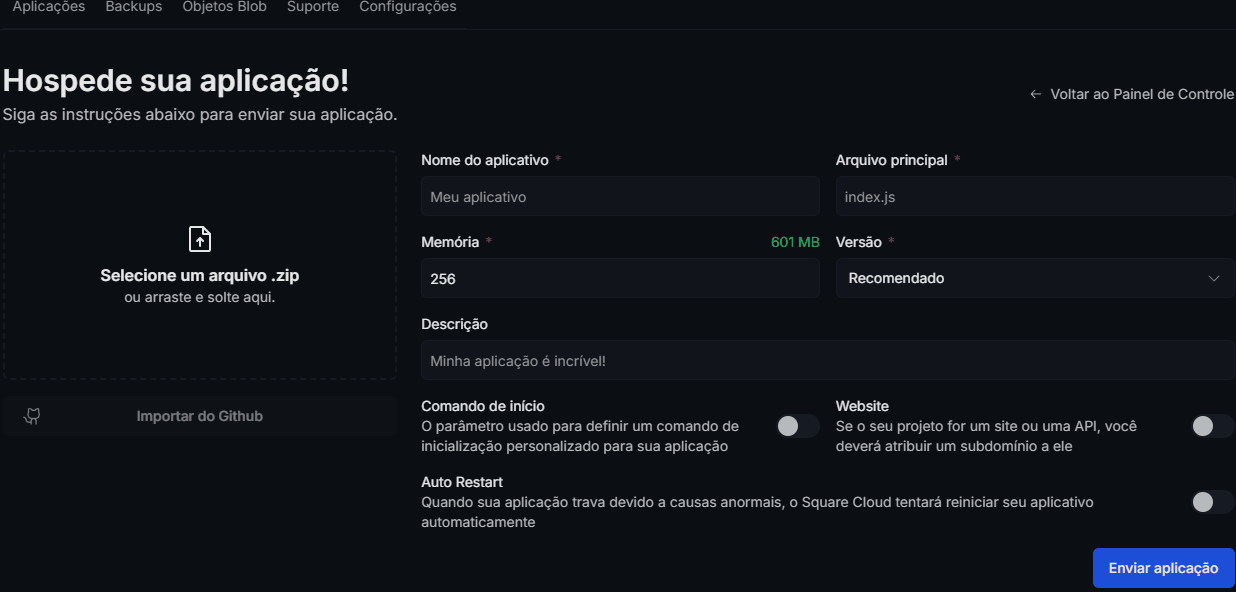 Aplicações Backups Objetos Blob Suporte Configurações
Hospede sua aplicação!
Siga as instruções abaixo para enviar sua aplicação.
← Voltar ao Painel de Controle
Selecione um arquivo .zip
ou arraste e solte aqui.
Importar do Github
Nome do aplicativo *
Meu aplicativo
Arquivo principal *
index.js
Memória * 601 MB
256
Versão *
Recomendado
Descrição
Minha aplicação é incrível!
Comando de início
O parâmetro usado para definir um comando de
inicialização personalizado para sua aplicação
Website
Se o seu projeto for um site ou uma API, você
deverá atribuir um subdomínio a ele
Auto Restart
Quando sua aplicação trava devido a causas anormais, o Square Cloud tentará reiniciar seu aplicativo
automaticamente
Enviar aplicação